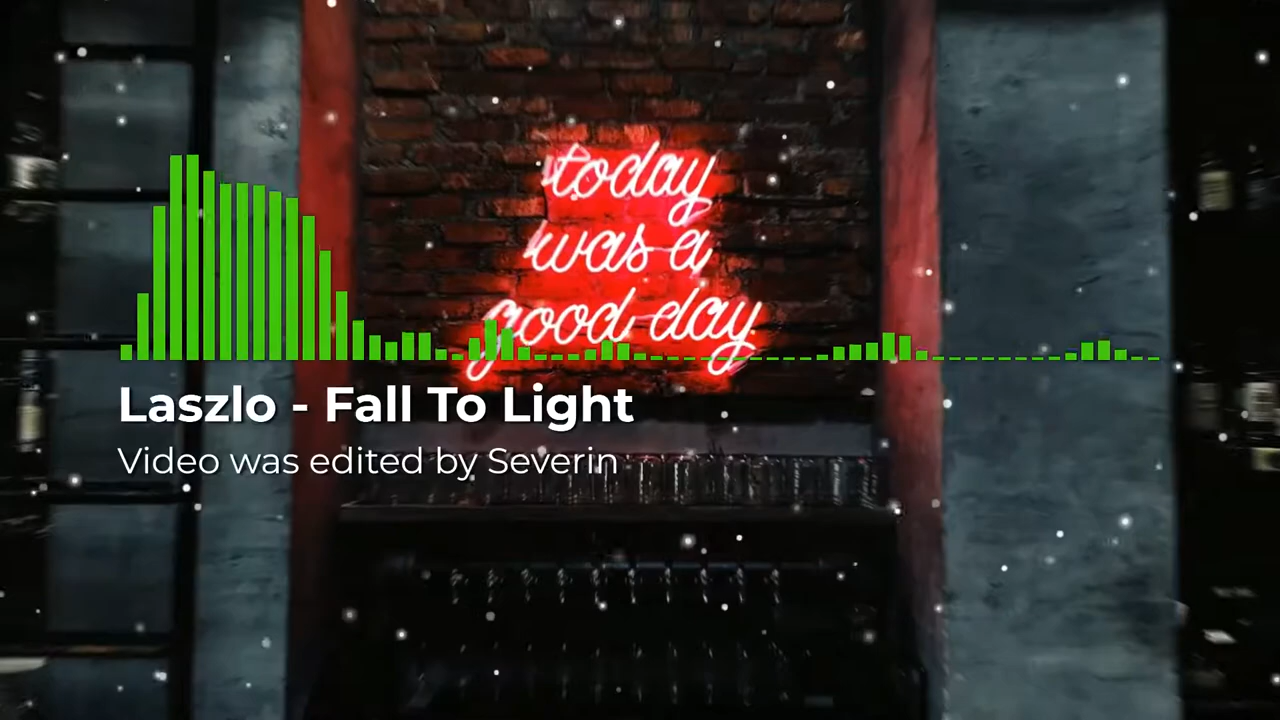 today
was a
good day.
Laszlo - Fall To Light
Video was edited by Severin